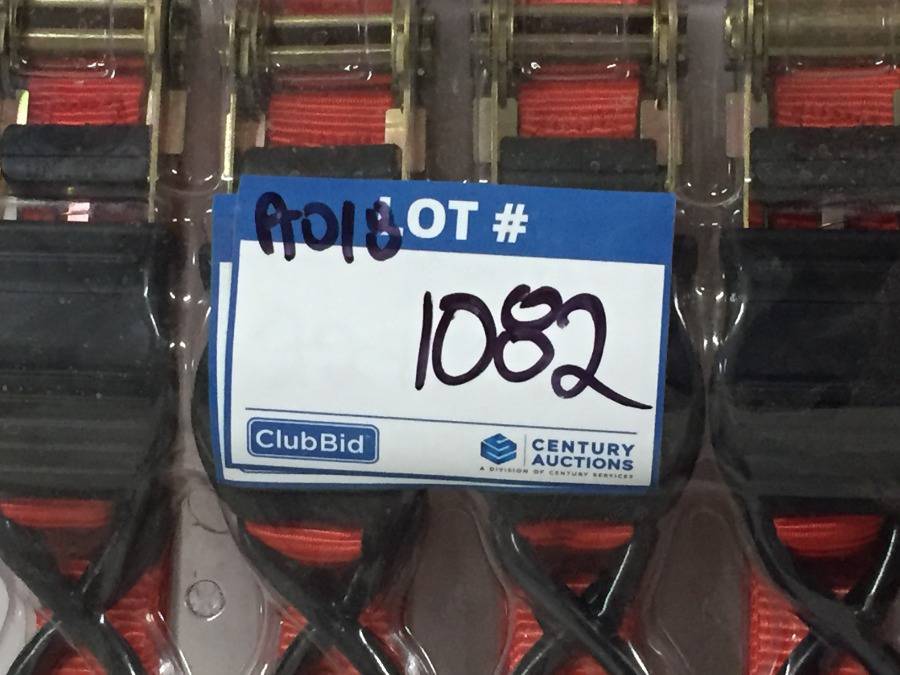 A018 LOT #
1082
ClubBid
CENTURY
AUCTIONS
A DIVISION OF CENTURY SERVICES